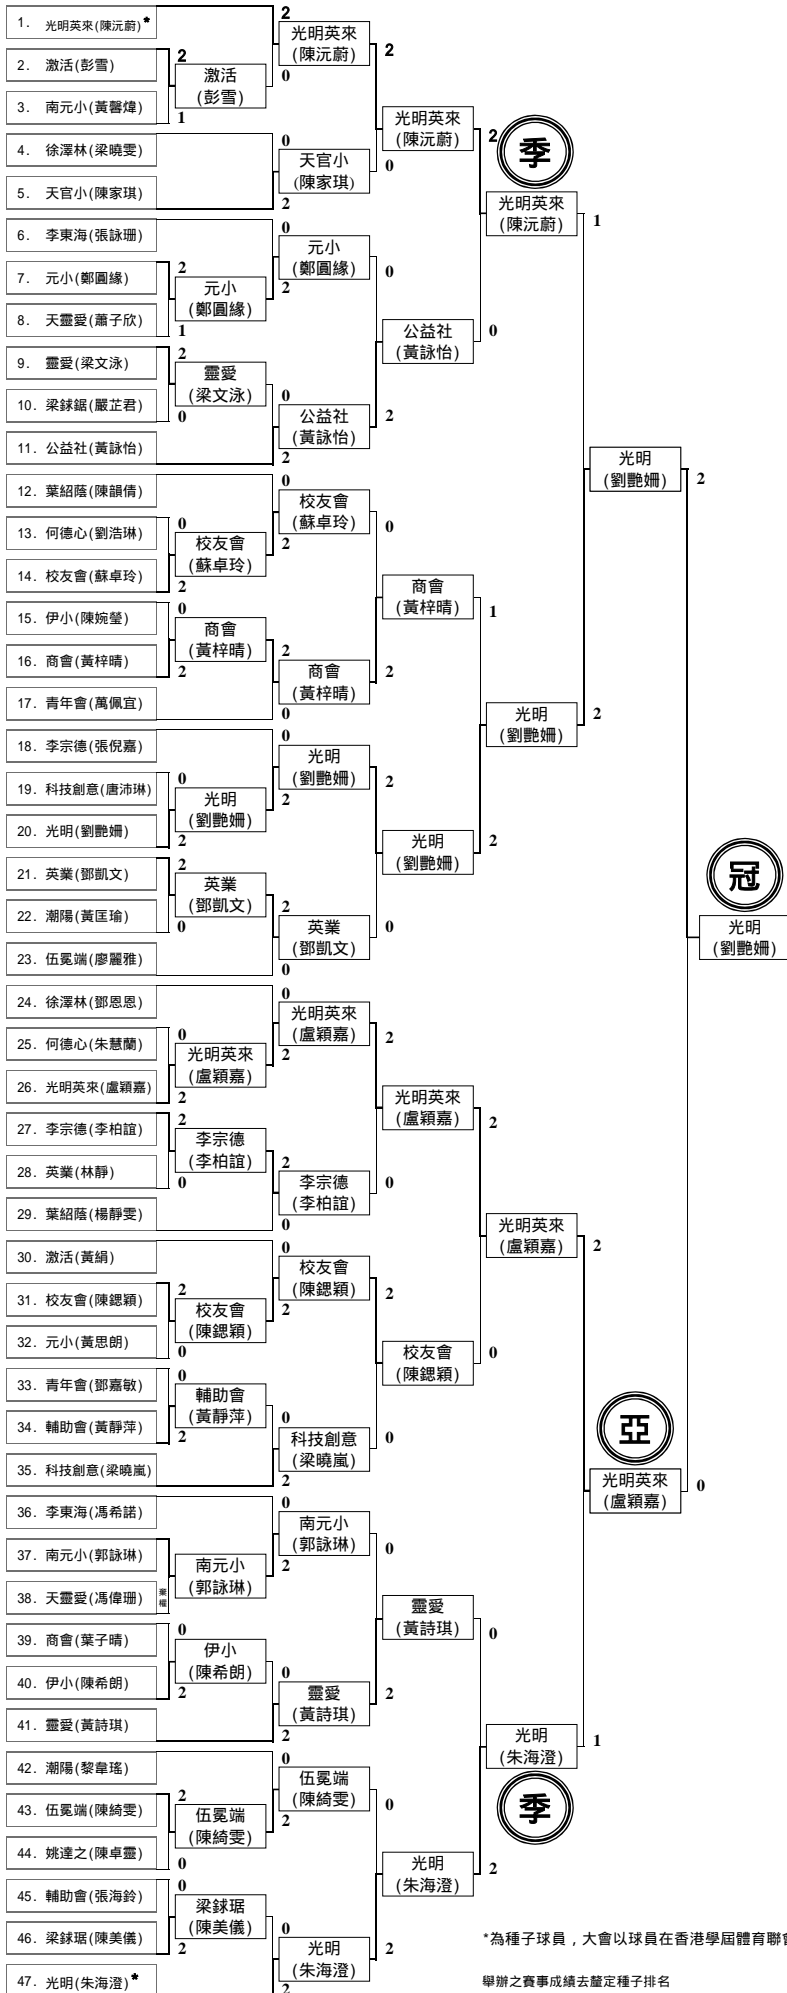 1. 光明英來(陳沅蔚)*
2. 激活(彭雪)
3. 南元小(黃馨煒)
4. 徐澤林(梁曉雯)
5. 天官小(陳家琪)
6. 李東海(張詠珊)
7. 元小(鄭圓緣)
8. 天靈愛(蕭子欣)
9. 靈愛(梁文泳)
10. 梁銶鋸(嚴芷君)
11. 公益社(黃詠怡)
12. 葉紹蔭(陳韻倩)
13. 何德心(劉浩琳)
14. 校友會(蘇卓玲)
15. 伊小(陳婉瑩)
16. 商會(黃梓晴)
17. 青年會(萬佩宜)
18. 李宗德(張倪嘉)
19. 科技創意(唐沛琳)
20. 光明(劉艷姍)
21. 英業(鄧凱文)
22. 潮陽(黃匡瑜)
23. 伍冕端(廖麗雅)
24. 徐澤林(鄧恩恩)
25. 何德心(朱慧蘭)
26. 光明英來(盧穎嘉)
27. 李宗德(李柏誼)
28. 英業(林靜)
29. 葉紹蔭(楊靜雯)
30. 激活(黃絹)
31. 校友會(陳鍶穎)
32. 元小(黃思朗)
33. 青年會(鄧嘉敏)
34. 輔助會(黃靜萍)
35. 科技創意(梁曉嵐)
36. 李東海(馮希諾)
37. 南元小(郭詠琳)
38. 天靈愛(馮偉珊)
棄權
39. 商會(葉子晴)
40. 伊小(陳希朗)
41. 靈愛(黃詩琪)
42. 潮陽(黎韋瑤)
43. 伍冕端(陳綺雯)
44. 姚達之(陳卓靈)
45. 輔助會(張海鈴)
46. 梁銶琚(陳美儀)
47. 光明(朱海澄)*
2
激活
(彭雪)
1
2
元小
(鄭圓緣)
1
2
靈愛
(梁文泳)
0
0
校友會
(蘇卓玲)
2
0
商會
(黃梓晴)
2
0
光明
(劉艷姍)
2
2
英業
(鄧凱文)
0
0
光明英來
(盧穎嘉)
2
2
李宗德
(李柏誼)
0
2
校友會
(陳鍶穎)
0
0
輔助會
(黃靜萍)
2
南元小
(郭詠琳)
0
伊小
(陳希朗)
2
2
伍冕端
(陳綺雯)
0
0
梁銶琚
(陳美儀)
2
2
光明英來
(陳沅蔚)
0
0
天官小
(陳家琪)
2
0
元小
(鄭圓緣)
2
0
公益社
(黃詠怡)
2
0
校友會
(蘇卓玲)
2
2
商會
(黃梓晴)
0
0
光明
(劉艷姍)
2
2
英業
(鄧凱文)
0
0
光明英來
(盧穎嘉)
2
2
李宗德
(李柏誼)
0
0
校友會
(陳鍶穎)
2
0
科技創意
(梁曉嵐)
2
0
南元小
(郭詠琳)
2
0
靈愛
(黃詩琪)
2
0
伍冕端
(陳綺雯)
2
0
光明
(朱海澄)
2
2
光明英來
(陳沅蔚)
0
0
公益社
(黃詠怡)
2
0
商會
(黃梓晴)
2
2
光明
(劉艷姍)
0
2
光明英來
(盧穎嘉)
0
2
校友會
(陳鍶穎)
0
0
靈愛
(黃詩琪)
2
0
光明
(朱海澄)
2
2
季
光明英來
(陳沅蔚)
0
1
光明
(劉艷姍)
2
2
光明英來
(盧穎嘉)
0
0
光明
(朱海澄)
季
2
1
光明
(劉艷姍)
2
2
亞
光明英來
(盧穎嘉)
1
2
冠
光明
(劉艷姍)
0
*為種子球員，大會以球員在香港學屆體育聯會
舉辦之賽事成績去釐定種子排名